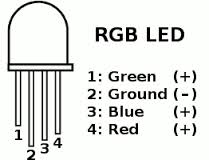 RGB LED
1: Green (+)
2: Ground (-)
3: Blue (+)
4: Red (+)
1 2 3 4